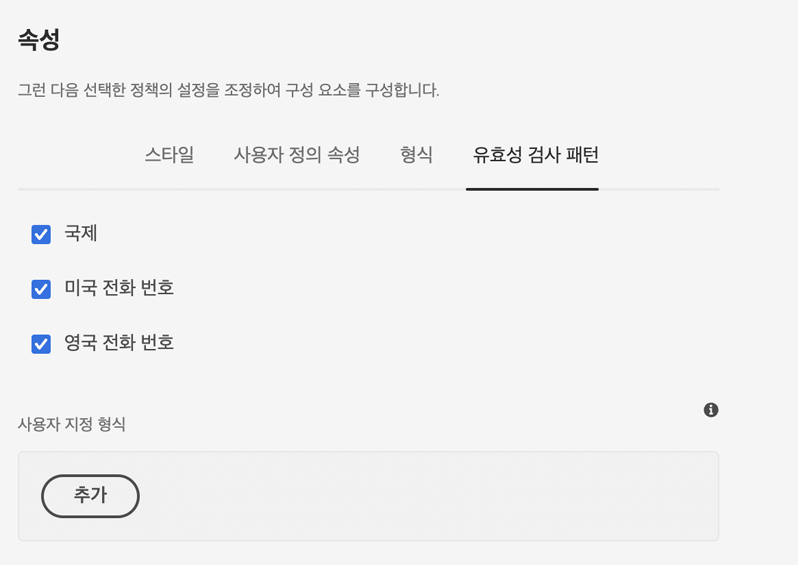 속성
그런 다음 선택한 정책의 설정을 조정하여 구성 요소를 구성합니다.
스타일 사용자 정의 속성 형식 유효성 검사 패턴
국제
미국 전화 번호
영국 전화 번호
사용자 지정 형식
추가